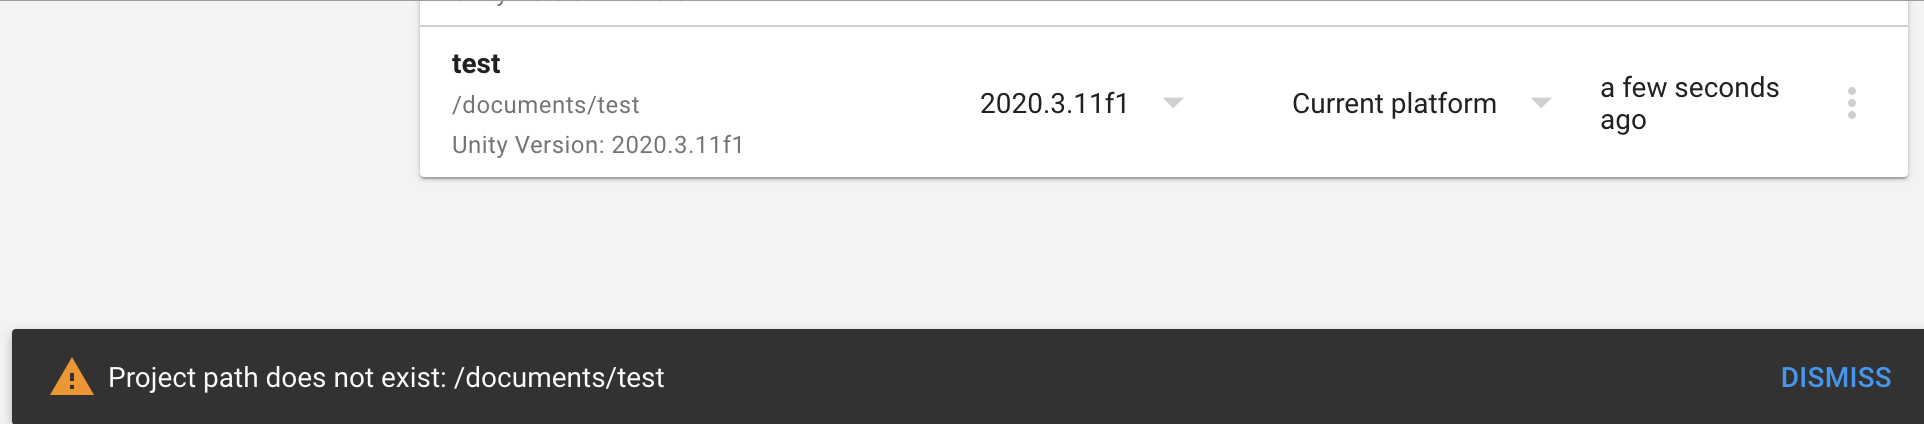 test
/documents/test
Unity Version: 2020.3.11f1
2020.3.11f1
Current platform
a few seconds
ago
Project path does not exist: /documents/test
DISMISS